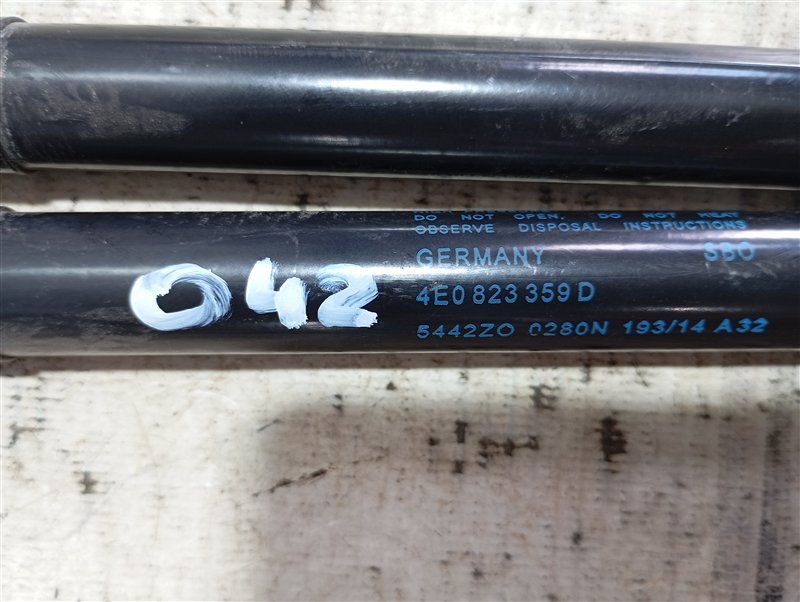 DO NOT OPEN. DO NOT HEAT
OBSERVE DISPOSAL INSTRUCTIONS
GERMANY SBO
4E0 823 359 D
5442ZO 0280N 193/14 A32
042